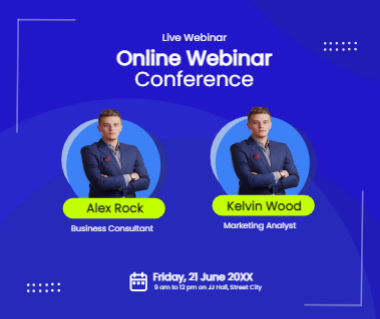 Live Webinar
Online Webinar
Conference
Alex Rock
Business Consultant
Kelvin Wood
Marketing Analyst
Friday, 21 June 20XX
9 am to 12 pm on JJ Hall, Street City